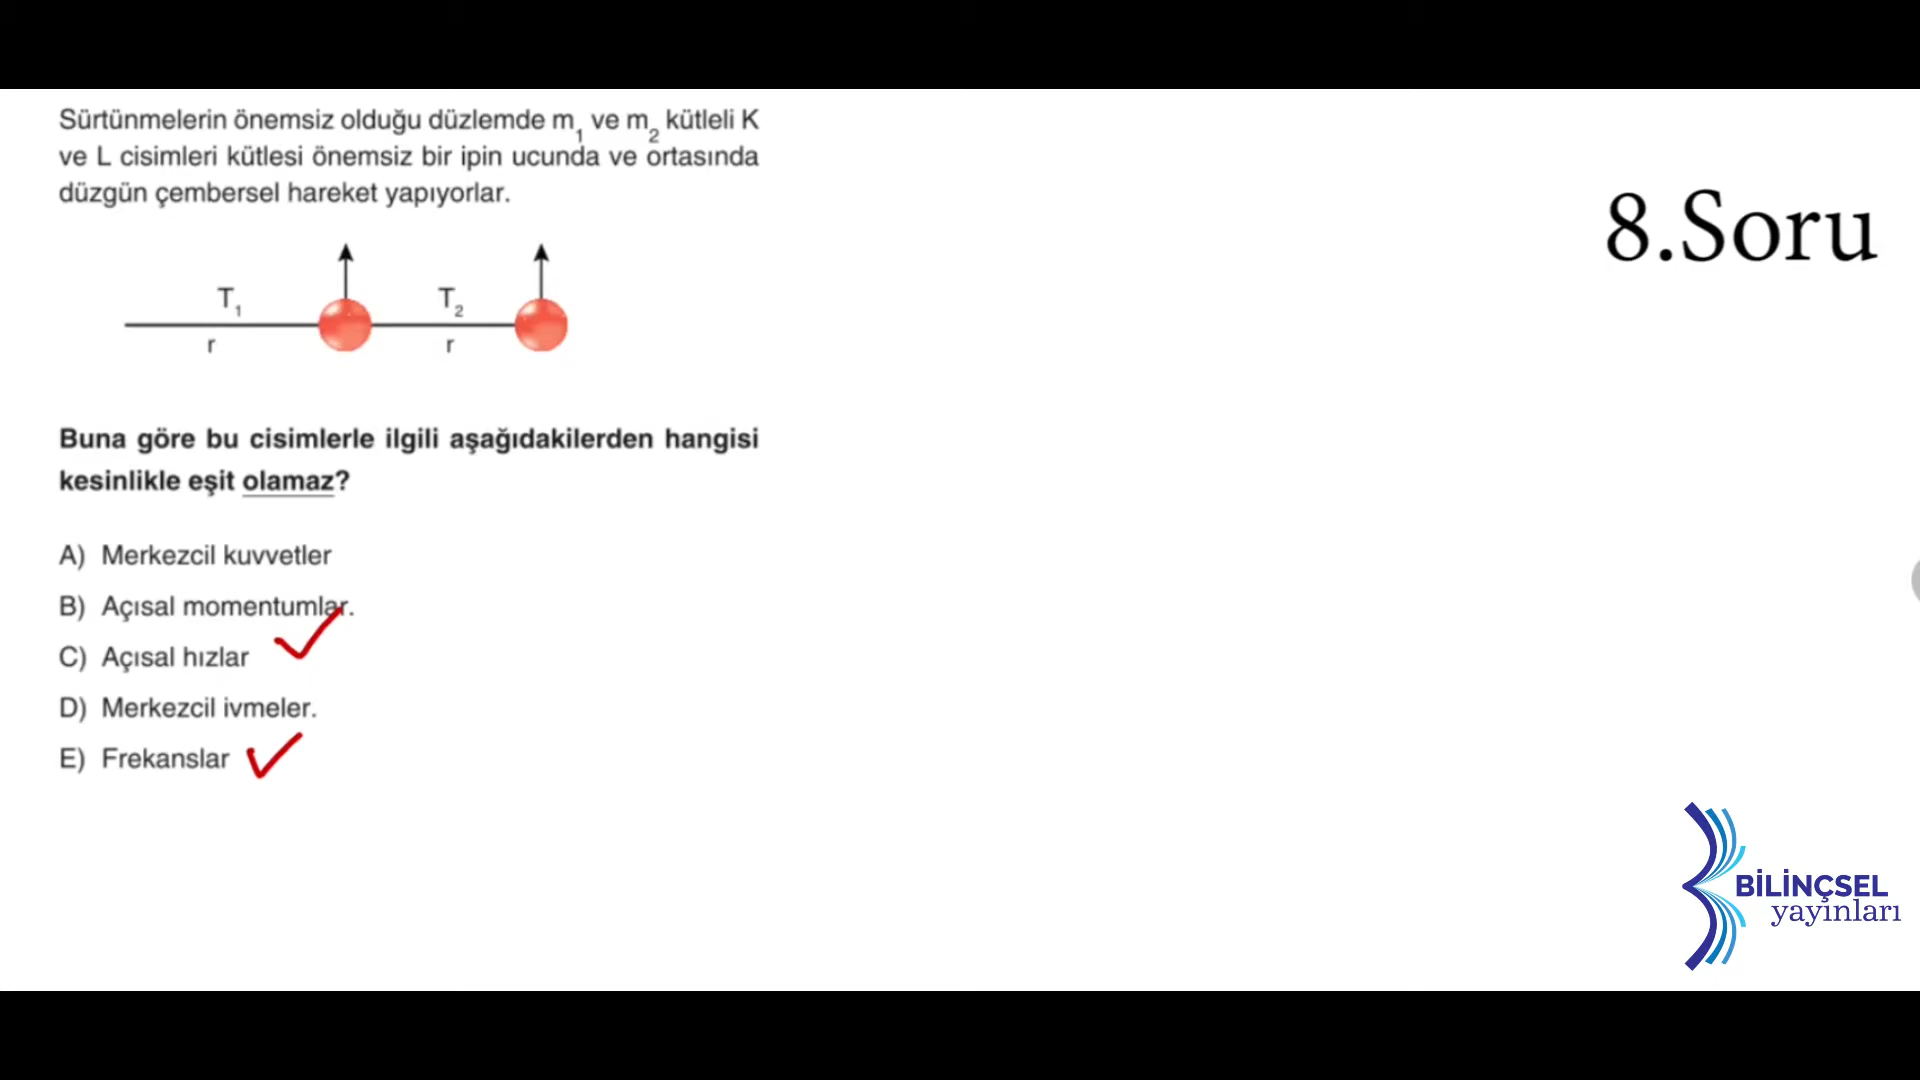 Sürtünmelerin önemsiz olduğu düzlemde m₁ ve m₂ kütleli K
ve L cisimleri kütlesi önemsiz bir ipin ucunda ve ortasında
düzgün çembersel hareket yapıyorlar.
8.Soru
T₁ T₂
r r
Buna göre bu cisimlerle ilgili aşağıdakilerden hangisi
kesinlikle eşit olamaz?
A) Merkezcil kuvvetler
B) Açısal momentumlar.
C) Açısal hızlar
D) Merkezcil ivmeler.
E) Frekanslar
BİLİNÇSEL
yayınları